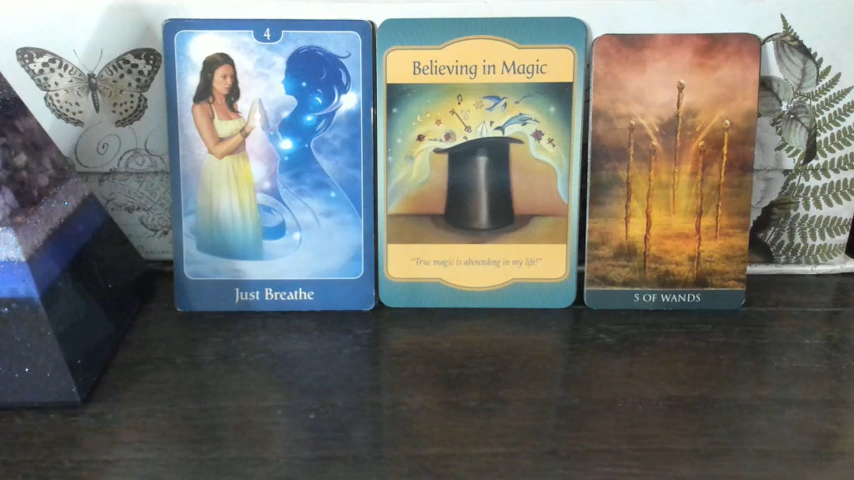 4
Just Breathe
Believing in Magic
"True magic is abounding in my life!"
5 OF WANDS